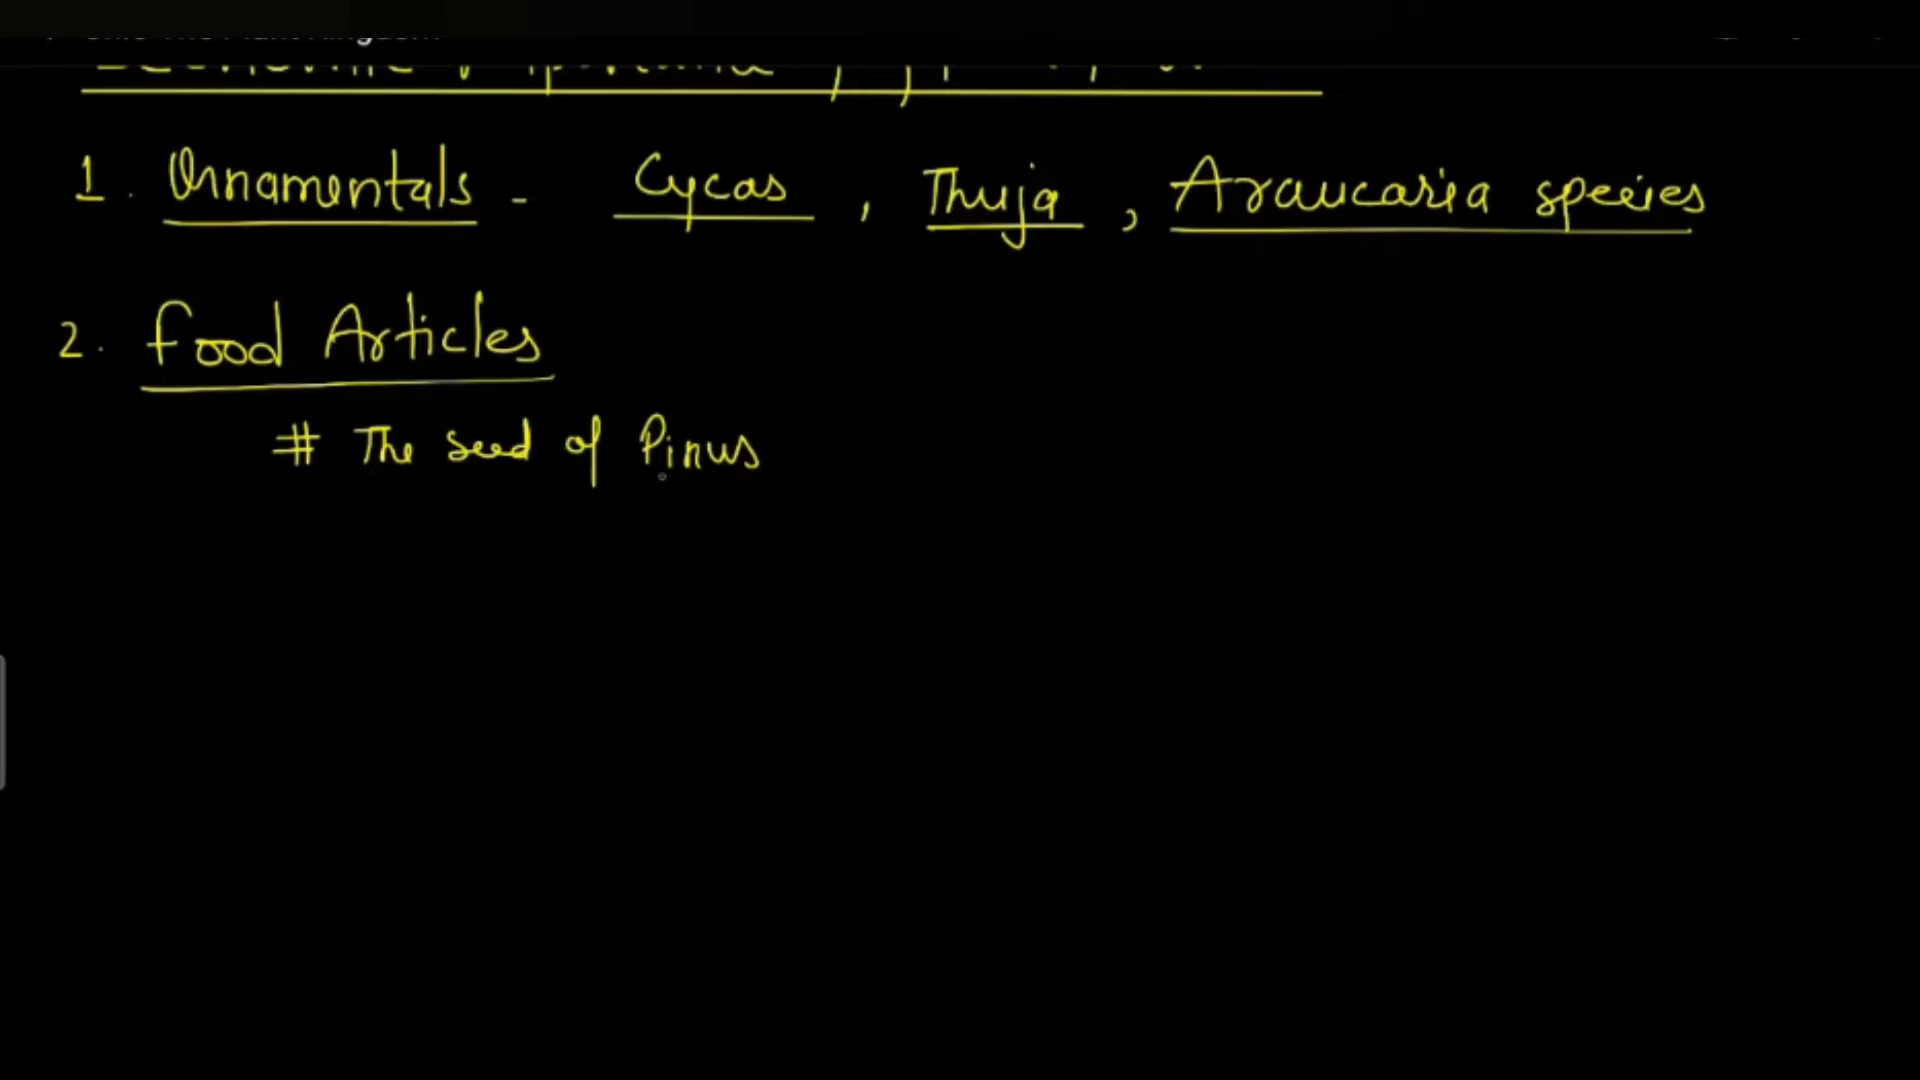 1. Ornamentals - Cycas, Thuja, Araucaria species
2. Food Articles
# The seed of Pinus